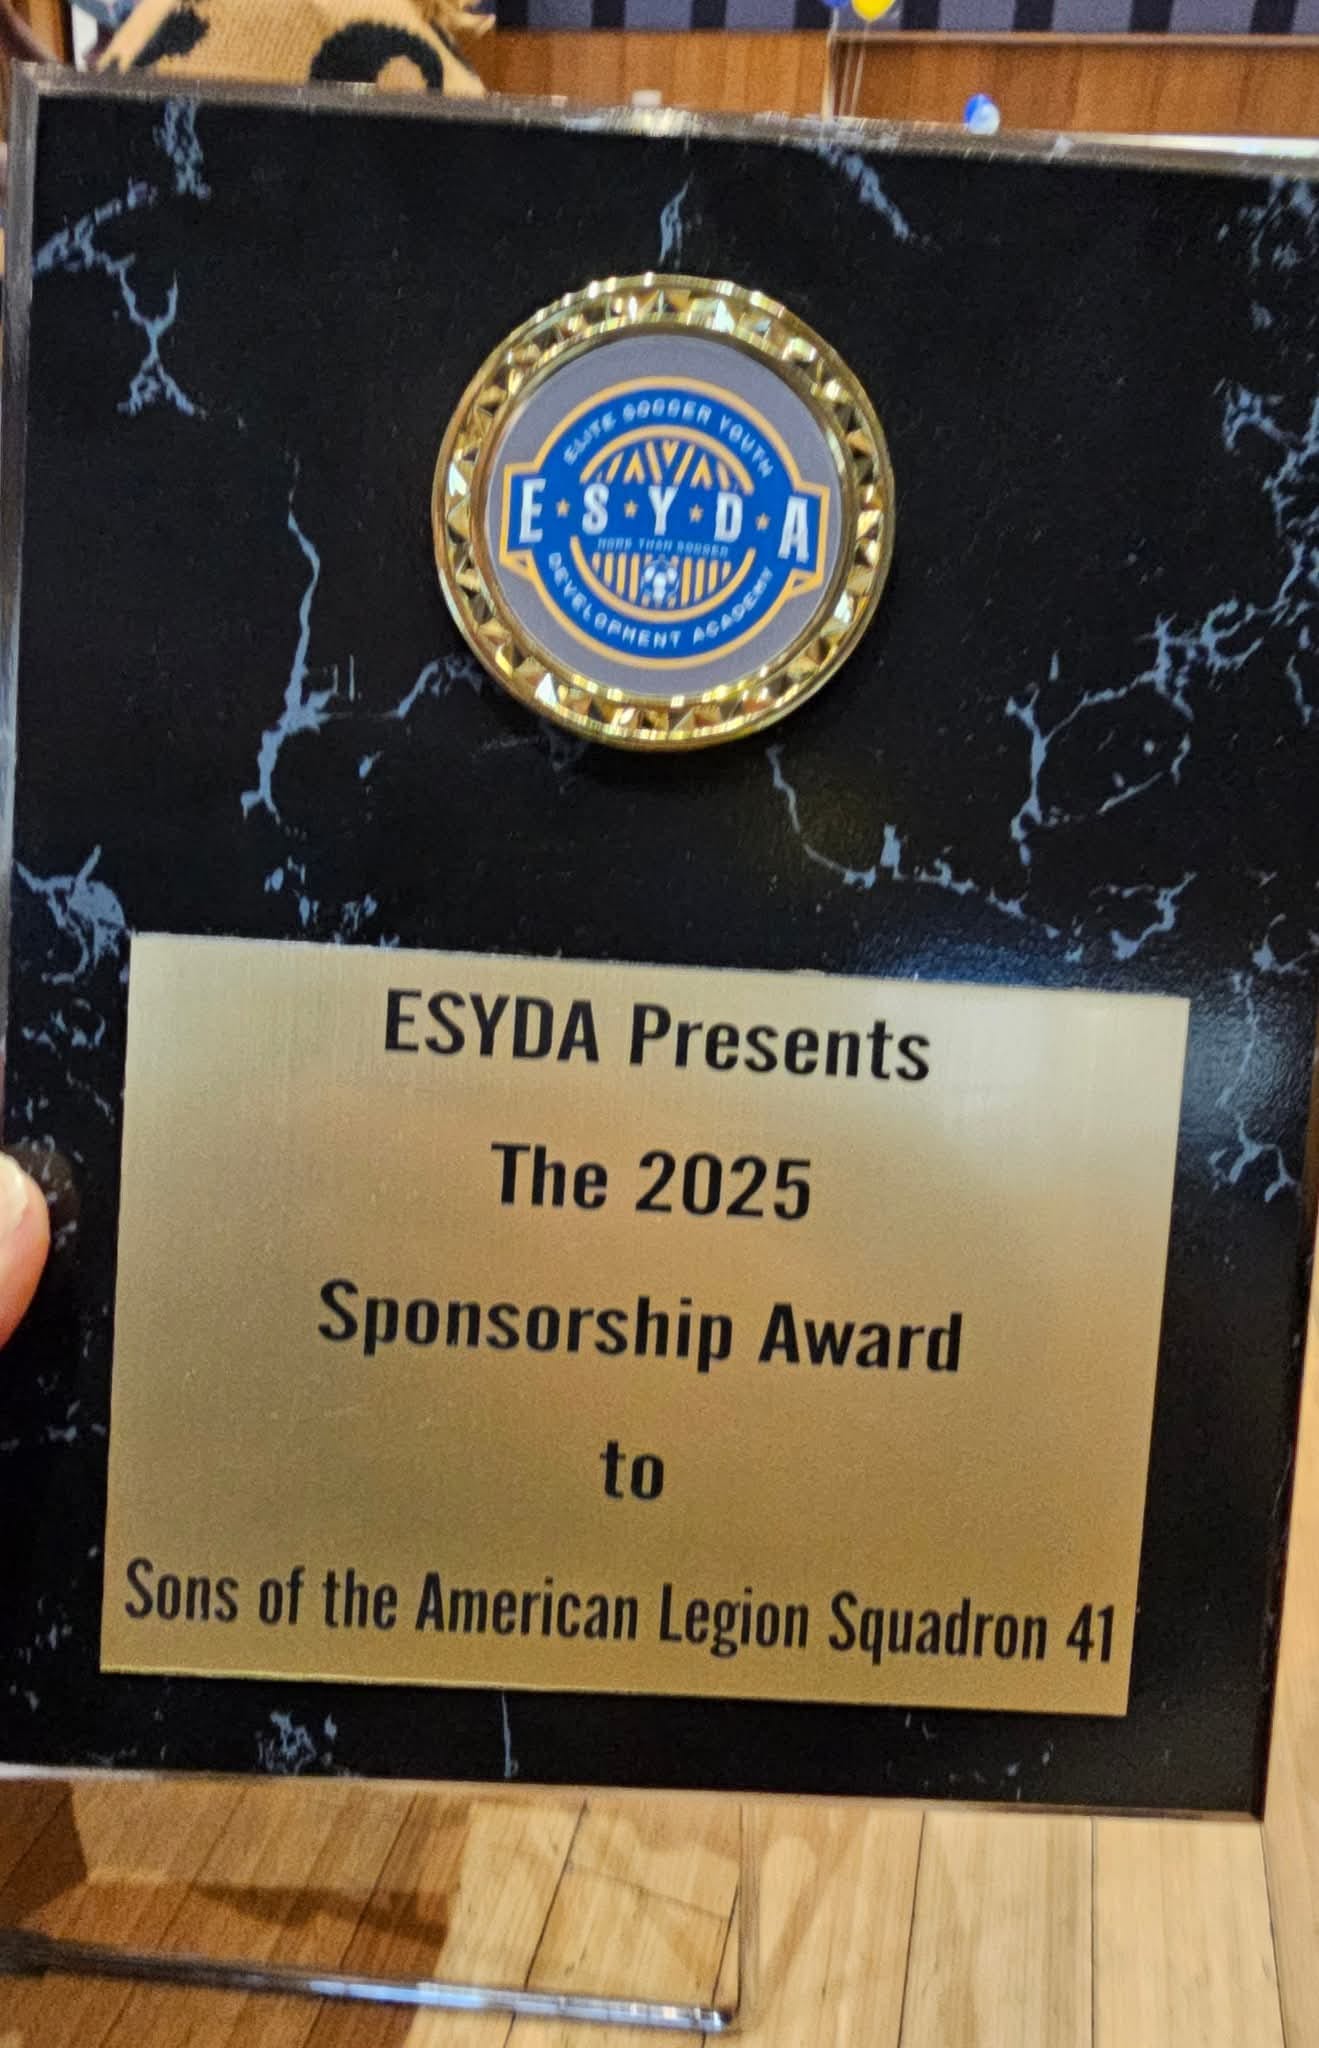 ELITE SOCCER YOUTH
E S Y D A
MORE THAN SOCCER
DEVELOPMENT ACADEMY
ESYDA Presents
The 2025
Sponsorship Award
to
Sons of the American Legion Squadron 41